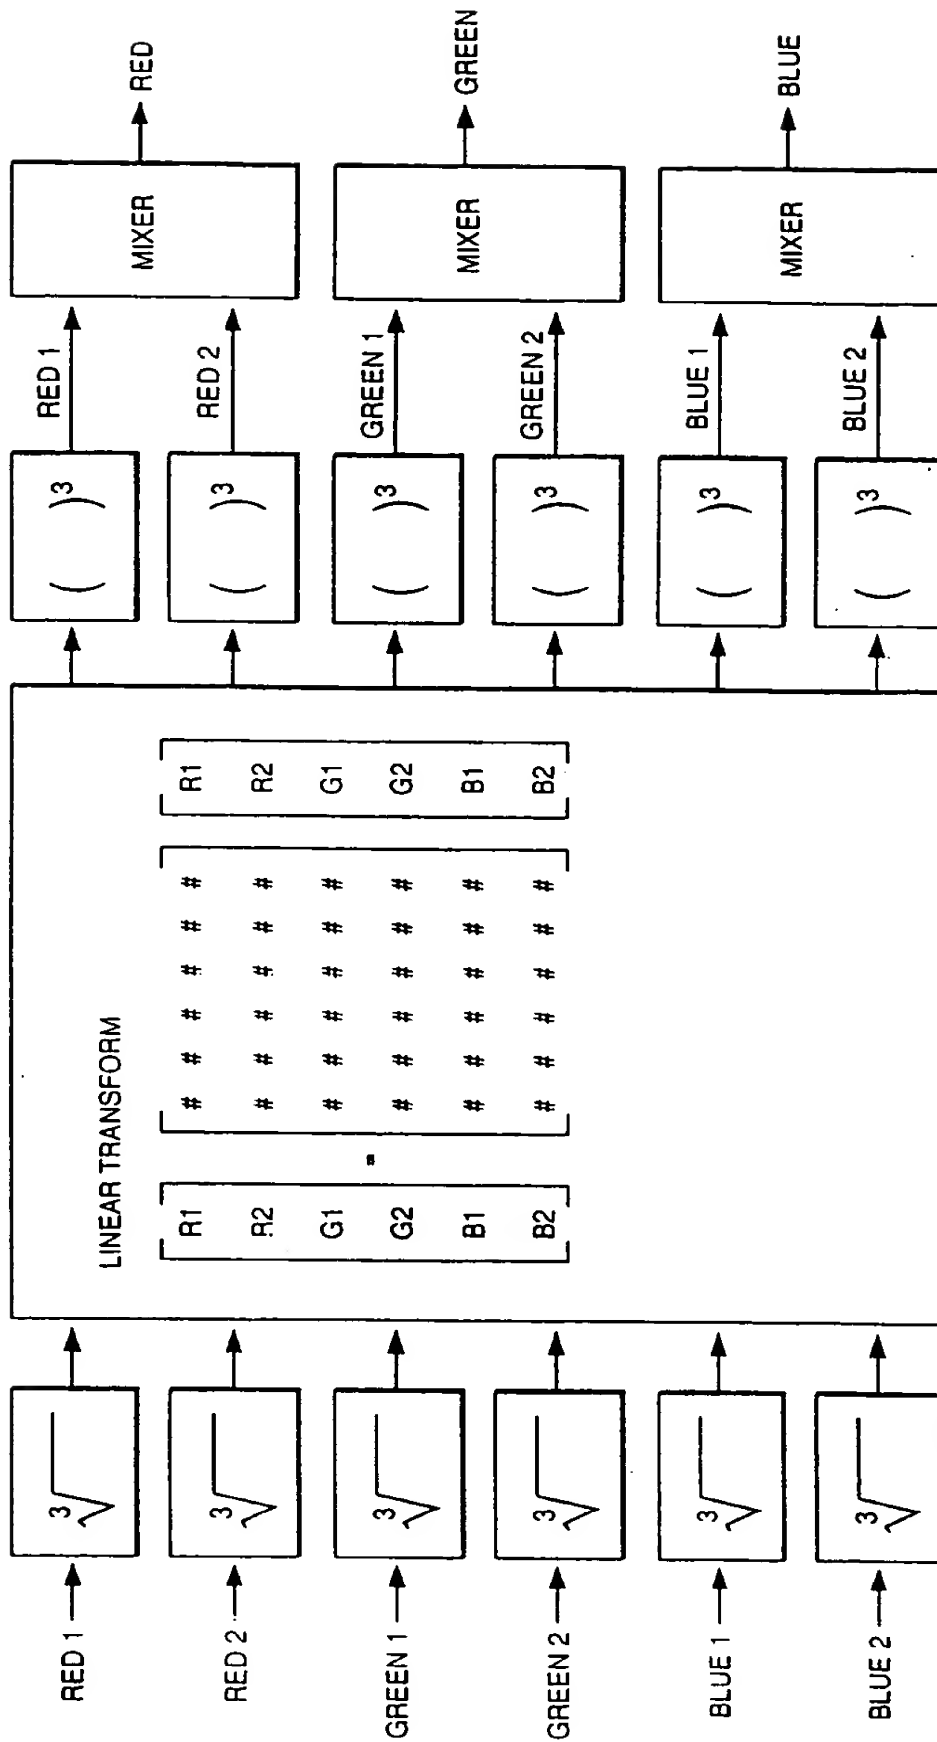 RED 1
RED 2
GREEN 1
GREEN 2
BLUE 1
BLUE 2
3√
3√
3√
3√
3√
3√
LINEAR TRANSFORM
R1 = # # # # # # R1
R2 # # # # # # R2
G1 # # # # # # G1
G2 # # # # # # G2
B1 # # # # # # B1
B2 # # # # # # B2
( )3
( )3
( )3
( )3
( )3
( )3
RED 1
RED 2
GREEN 1
GREEN 2
BLUE 1
BLUE 2
MIXER
MIXER
MIXER
RED
GREEN
BLUE